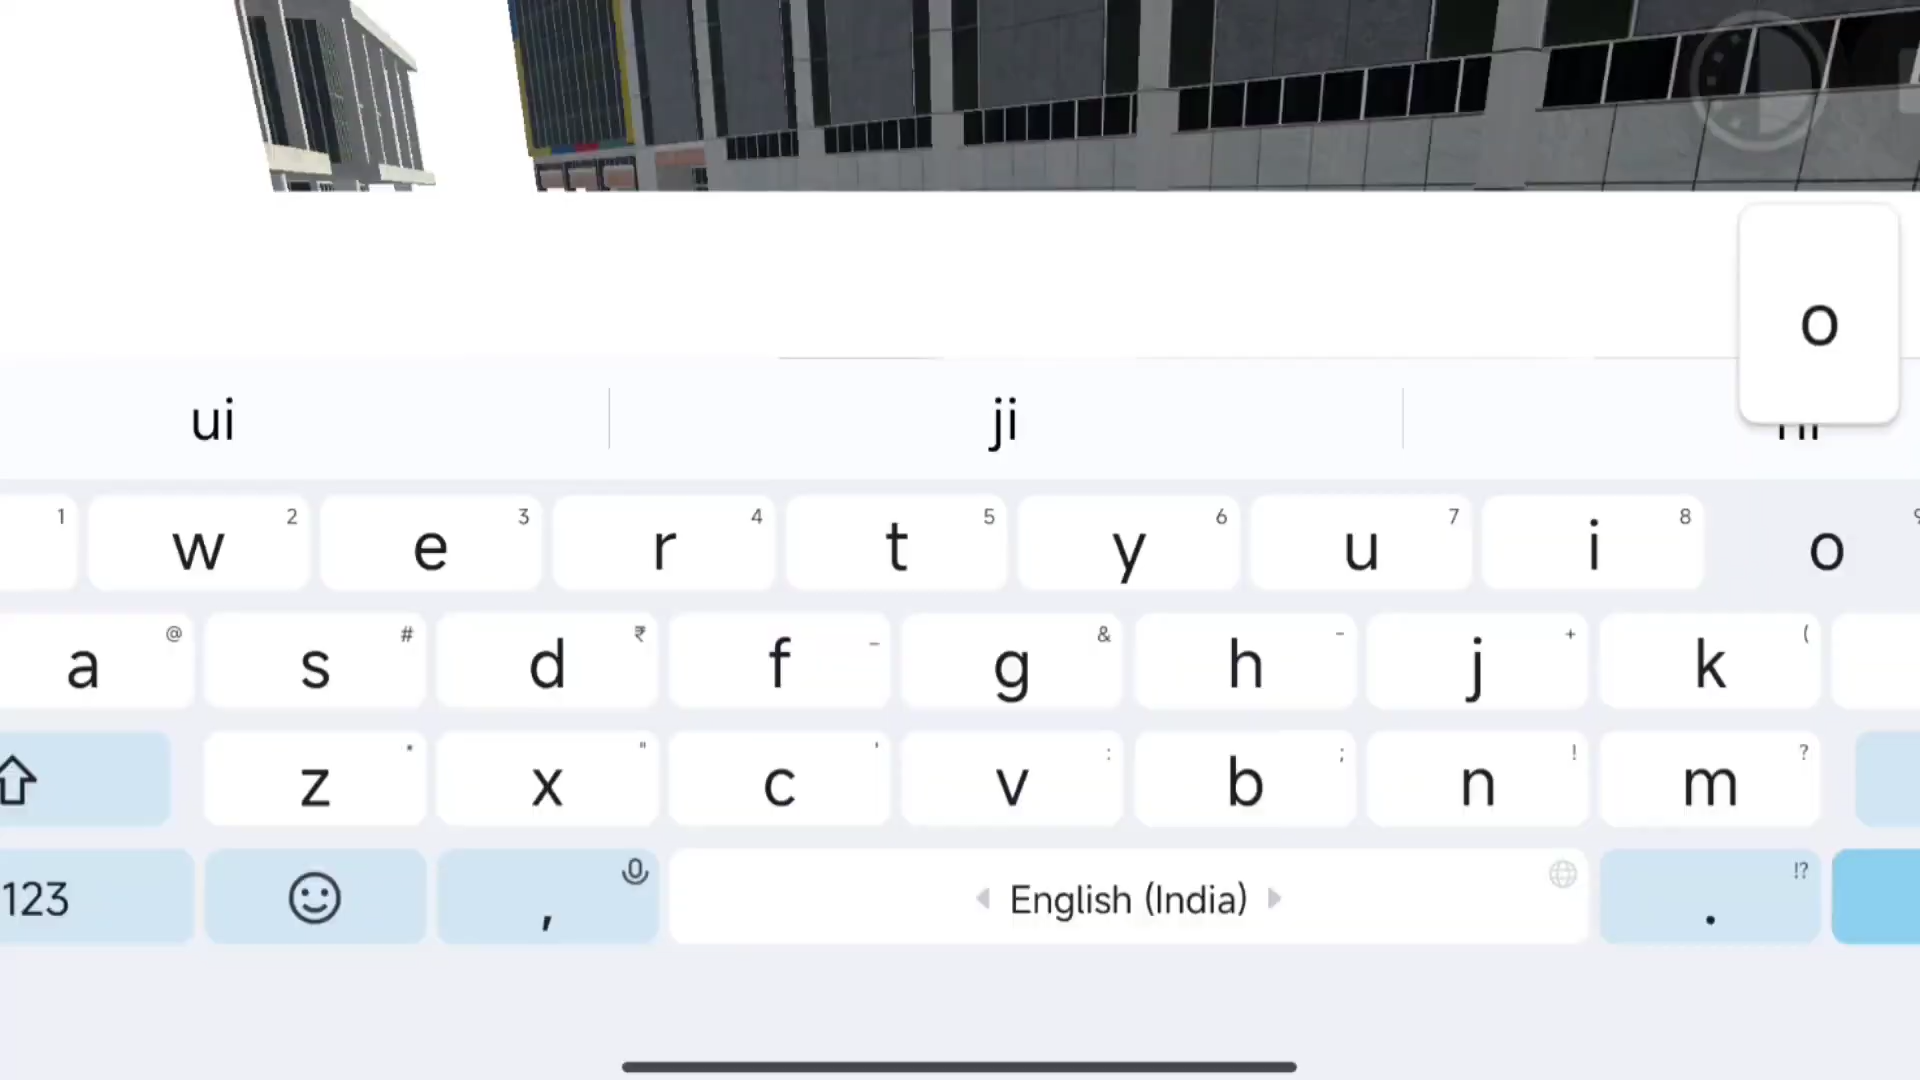 o
ui ji
1 w 2 e 3 r 4 t 5 y 6 u 7 i 8 o
a @ s # d ₹ f _ g & h - j + k (
z * x " c ' v : b ; n ! m ?
123 , English (India) . !?